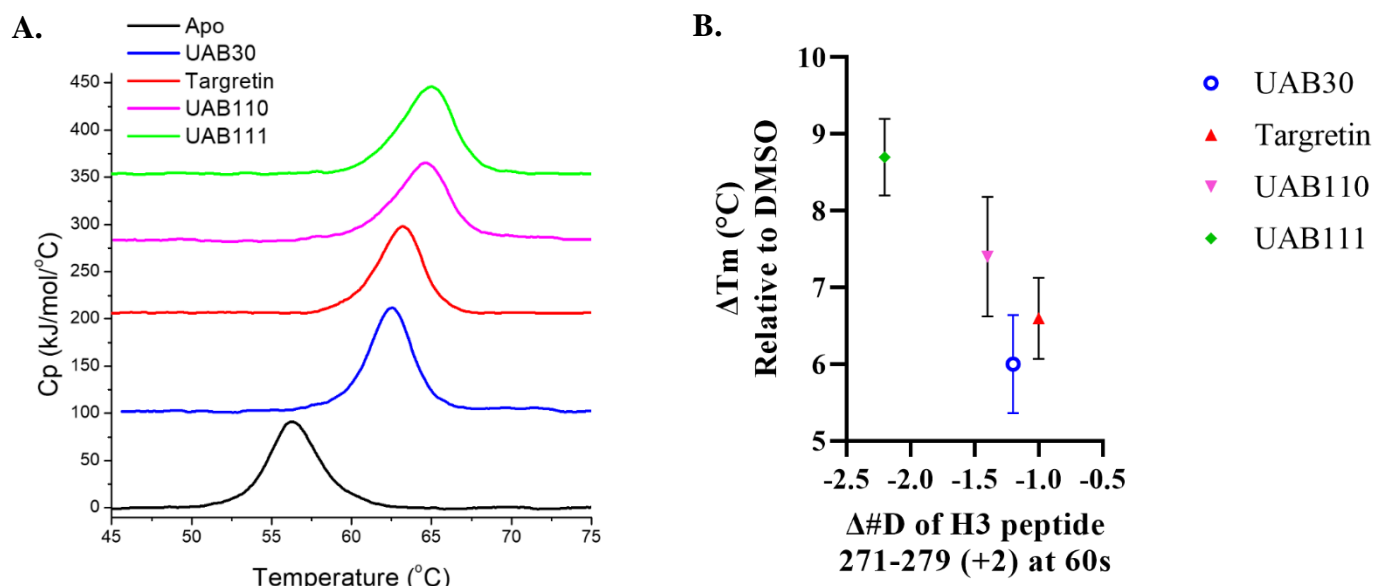 A.
Apo
UAB30
Targretin
UAB110
UAB111
Cp (kJ/mol/°C)
450
400
350
300
250
200
150
100
50
0
45 50 55 60 65 70 75
Temperature (°C)
B.
ΔTm (°C)
Relative to DMSO
10
9
8
7
6
5
-2.5 -2.0 -1.5 -1.0 -0.5
Δ#D of H3 peptide
271-279 (+2) at 60s
UAB30
Targretin
UAB110
UAB111